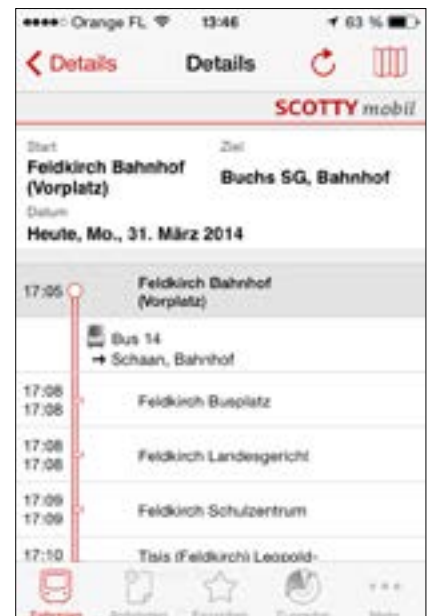 Orange FL 13:46 63 %
Details Details
SCOTTY mobil
Start Ziel
Feldkirch Bahnhof
(Vorplatz)
Buchs SG, Bahnhof
Datum
Heute, Mo., 31. März 2014
17:05 Feldkirch Bahnhof
(Vorplatz)
Bus 14
→ Schaan, Bahnhof
17:08
17:08
Feldkirch Busplatz
17:08
17:08
Feldkirch Landesgericht
17:09
17:09
Feldkirch Schulzentrum
17:10 Tisis (Feldkirch) Leopold-